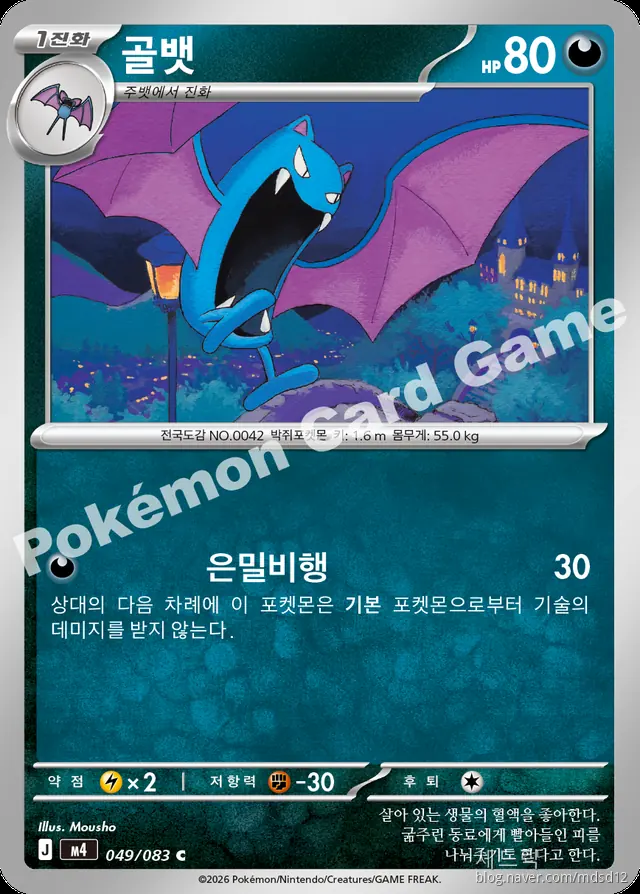 1진화
골뱃
HP 80
주뱃에서 진화
Pokémon Card Game
전국도감 NO.0042 박쥐포켓몬 키: 1.6 m 몸무게: 55.0 kg
은밀비행 30
상대의 다음 차례에 이 포켓몬은 기본 포켓몬으로부터 기술의
데미지를 받지 않는다.
약점 ×2 저항력 -30 후퇴
Illus. Mousho
살아 있는 생물의 혈액을 좋아한다.
굶주린 동료에게 빨아들인 피를
나눠주기도 한다고 한다.
J m4 049/083 C
blog.naver.com/mdsd12
©2026 Pokémon/Nintendo/Creatures/GAME FREAK.